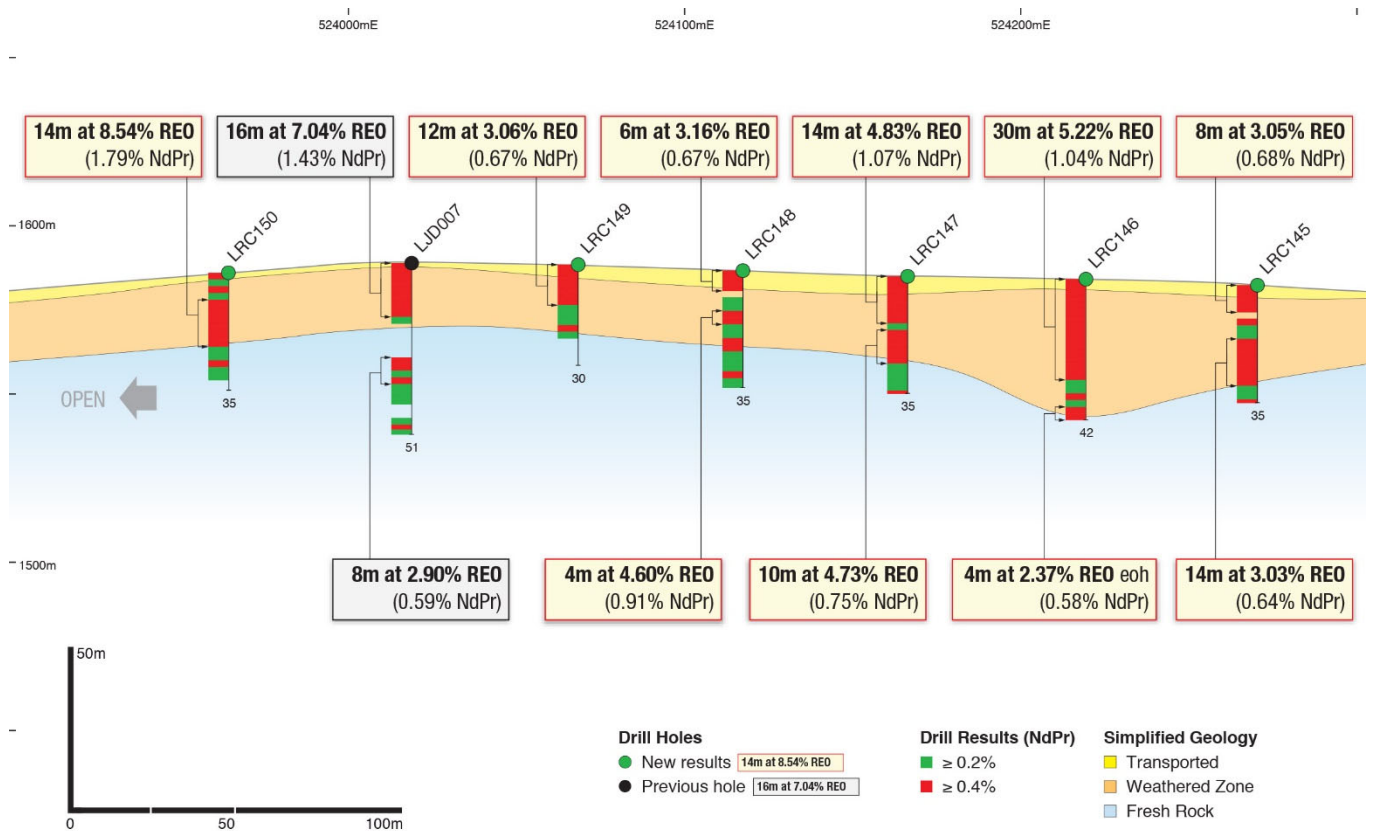 524000mE
524100mE
524200mE
14m at 8.54% REO
(1.79% NdPr)
16m at 7.04% REO
(1.43% NdPr)
12m at 3.06% REO
(0.67% NdPr)
6m at 3.16% REO
(0.67% NdPr)
14m at 4.83% REO
(1.07% NdPr)
30m at 5.22% REO
(1.04% NdPr)
8m at 3.05% REO
(0.68% NdPr)
1600m
LRC150
LJD007
LRC149
LRC148
LRC147
LRC146
LRC145
OPEN
35
51
30
35
35
42
35
1500m
8m at 2.90% REO
(0.59% NdPr)
4m at 4.60% REO
(0.91% NdPr)
10m at 4.73% REO
(0.75% NdPr)
4m at 2.37% REO eoh
(0.58% NdPr)
14m at 3.03% REO
(0.64% NdPr)
50m
0
50
100m
Drill Holes
New results 14m at 8.54% REO
Previous hole 16m at 7.04% REO
Drill Results (NdPr)
≥ 0.2%
≥ 0.4%
Simplified Geology
Transported
Weathered Zone
Fresh Rock